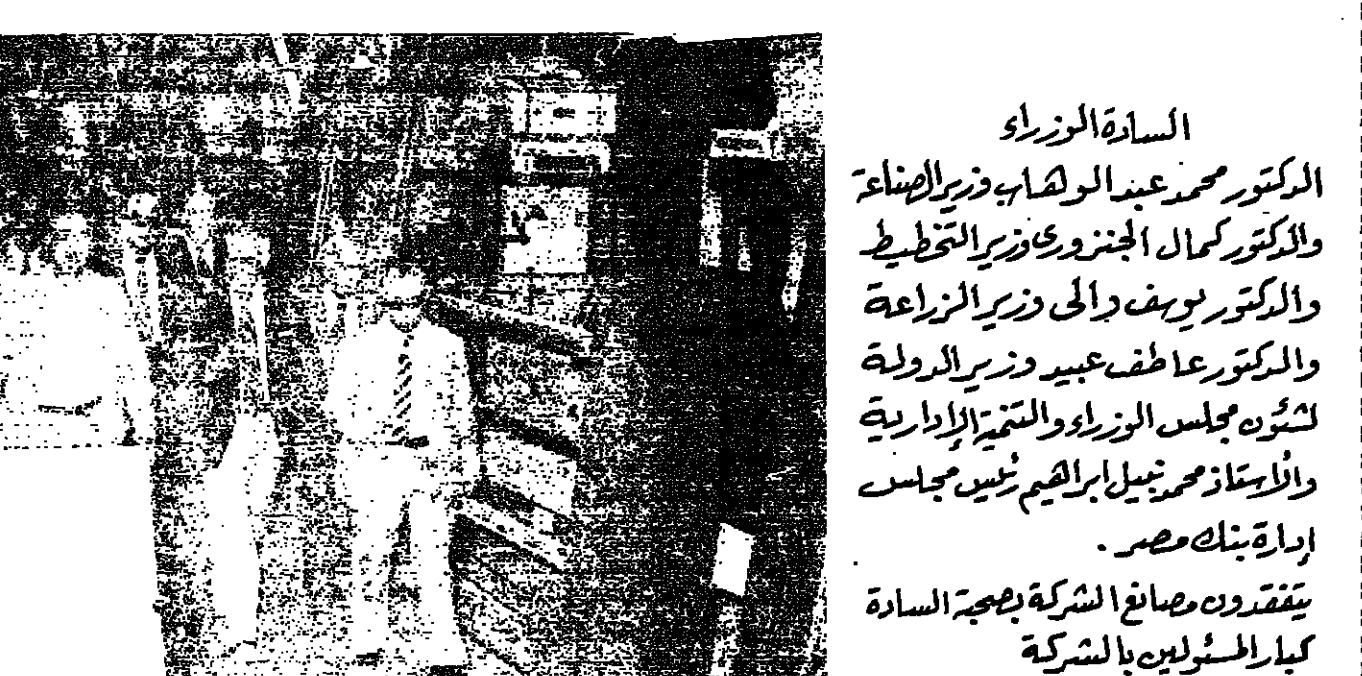 السادة الوزراء
الدكتور محمد عبد الوهاب وزير الصناعة
والدكتور كمال الجنزورى وزير التخطيط
والدكتور يوسف والى وزير الزراعة
والدكتور عاطف عبيد وزير الدولة
لشئون مجلس الوزراء والتنمية الإدارية
والأستاذ محمد نبيل ابراهيم رئيس مجلس
إدارة بنك مصر .
يتفقدون مصانع الشركة بصحبة السادة
كبار المسئولين بالشركة